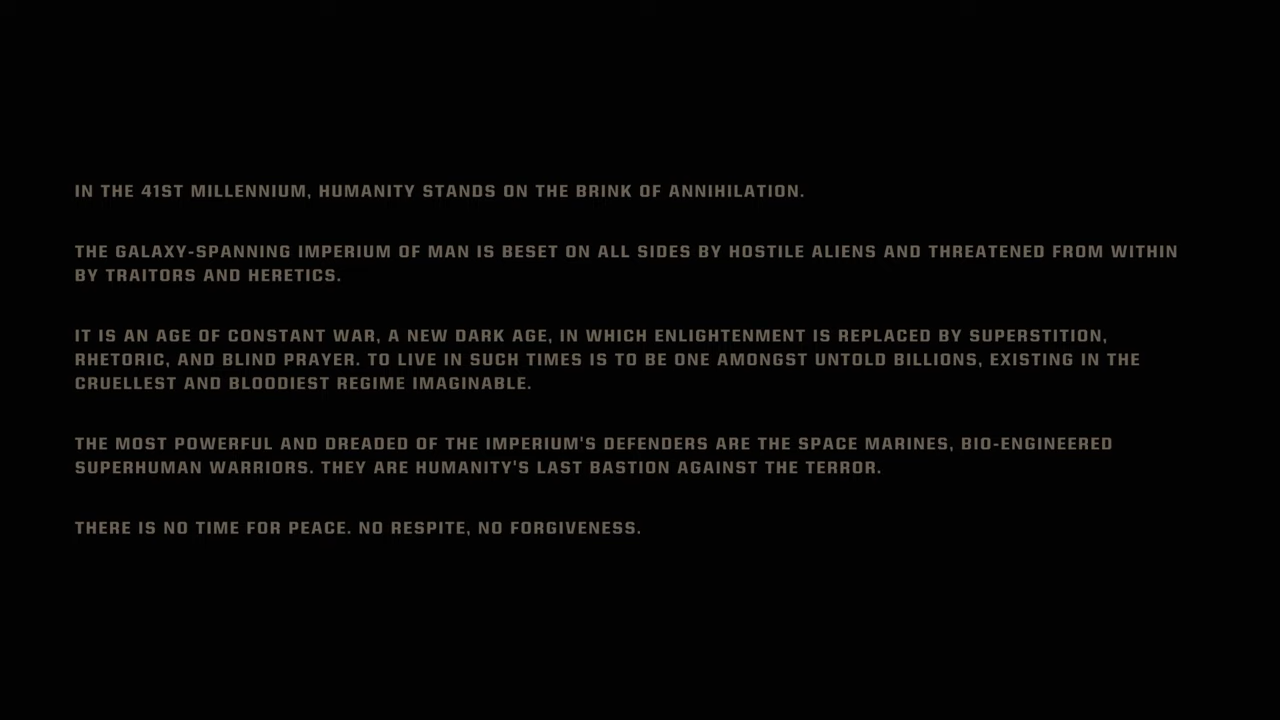 IN THE 41ST MILLENNIUM, HUMANITY STANDS ON THE BRINK OF ANNIHILATION.
THE GALAXY-SPANNING IMPERIUM OF MAN IS BESET ON ALL SIDES BY HOSTILE ALIENS AND THREATENED FROM WITHIN
BY TRAITORS AND HERETICS.
IT IS AN AGE OF CONSTANT WAR, A NEW DARK AGE, IN WHICH ENLIGHTENMENT IS REPLACED BY SUPERSTITION,
RHETORIC, AND BLIND PRAYER. TO LIVE IN SUCH TIMES IS TO BE ONE AMONGST UNTOLD BILLIONS, EXISTING IN THE
CRUELLEST AND BLOODIEST REGIME IMAGINABLE.
THE MOST POWERFUL AND DREADED OF THE IMPERIUM'S DEFENDERS ARE THE SPACE MARINES, BIO-ENGINEERED
SUPERHUMAN WARRIORS. THEY ARE HUMANITY'S LAST BASTION AGAINST THE TERROR.
THERE IS NO TIME FOR PEACE. NO RESPITE, NO FORGIVENESS.